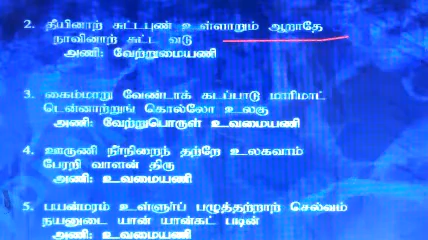 2. தீயினாற் சுட்டபுண் உள்ளாறும் ஆறாதே
நாவினாற் சுட்ட வடு
அணி: வேற்றுமையணி
3. கைம்மாறு வேண்டாக் கடப்பாடு மாரிமாட்
டென்னாற்றுங் கொல்லோ உலகு
அணி: வேற்றுபொருள் உவமையணி
4. ஊருணி நீர்நிறைந் தற்றே உலகவாம்
பேரறி வாளன் திரு
அணி: உவமையணி
5. பயன்மரம் உள்ளூர்ப் பழுத்தற்றாற் செல்வம்
நயனுடை யான் யான்கட் படின்
அணி: உவமையணி